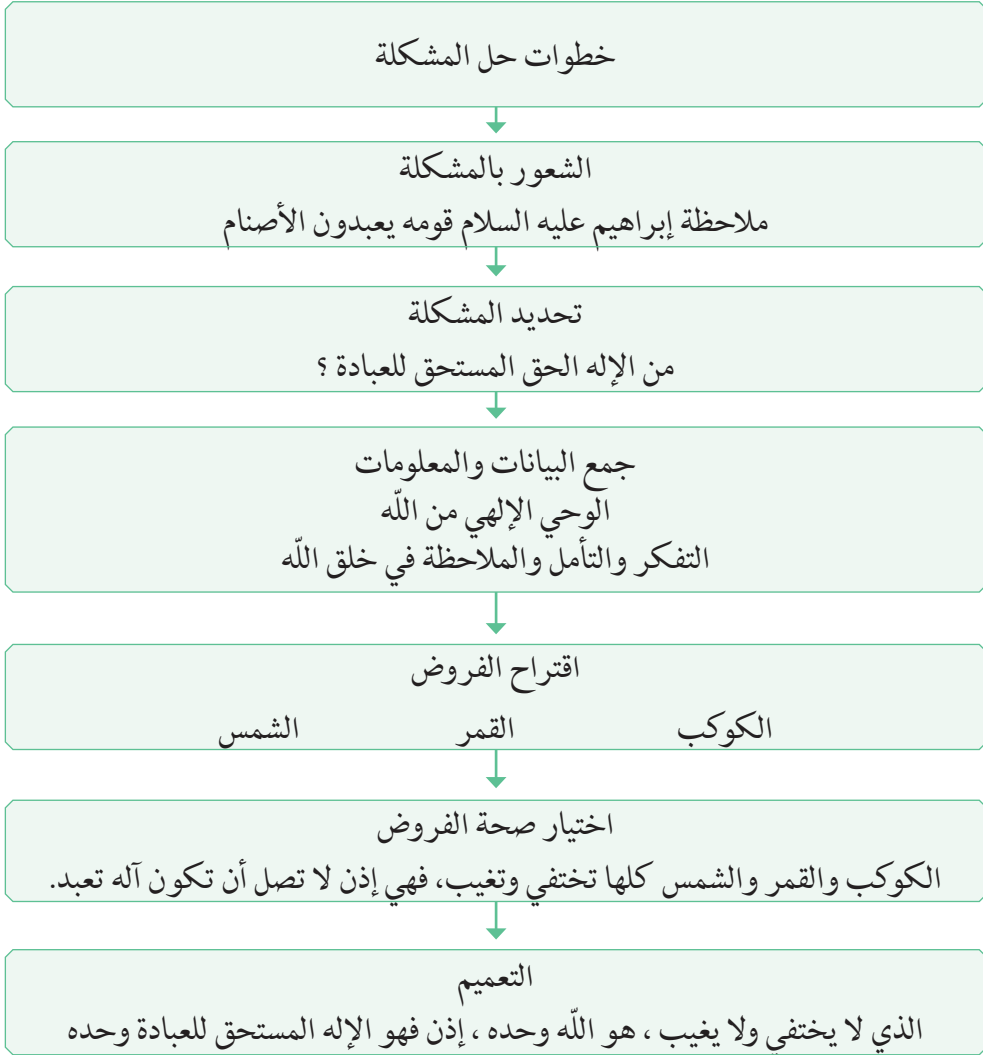 خطوات حل المشكلة
الشعور بالمشكلة
ملاحظة إبراهيم عليه السلام قومه يعبدون الأصنام
تحديد المشكلة
من الإله الحق المستحق للعبادة ؟
جمع البيانات والمعلومات
الوحي الإلهي من اللّه
التفكر والتأمل والملاحظة في خلق اللّه
اقتراح الفروض
الكوكب القمر الشمس
اختيار صحة الفروض
الكوكب والقمر والشمس كلها تختفي وتغيب، فهي إذن لا تصل أن تكون آله تعبد.
التعميم
الذي لا يختفي ولا يغيب ، هو اللّه وحده ، إذن فهو الإله المستحق للعبادة وحده